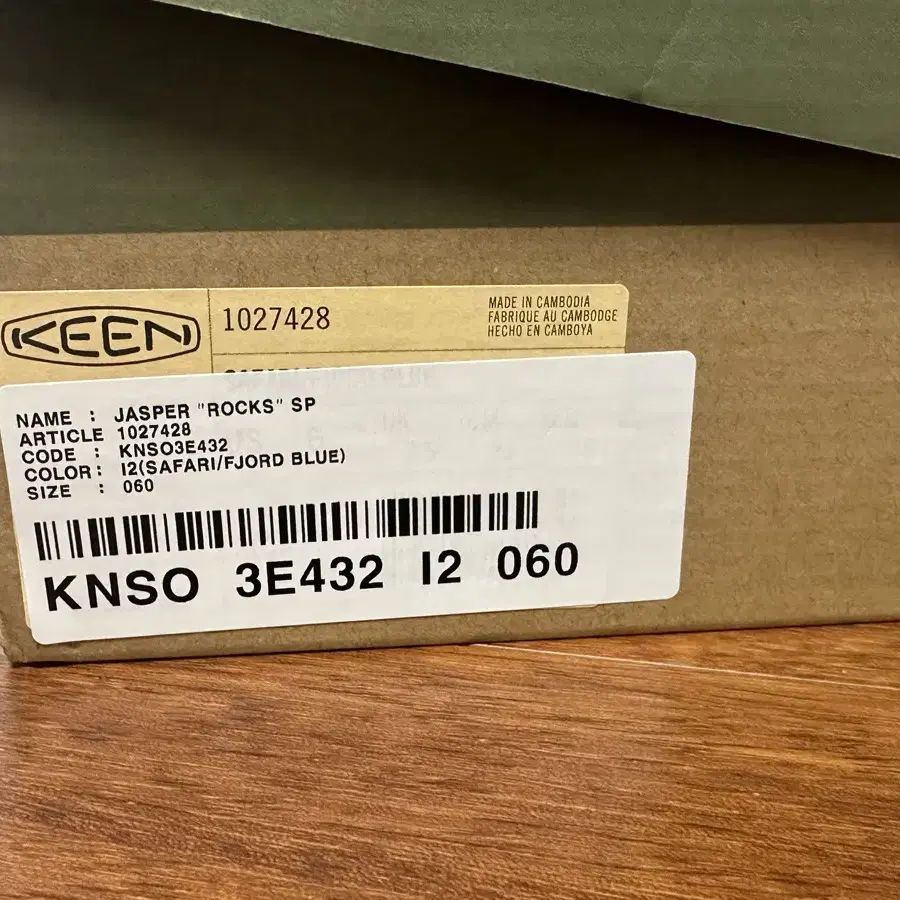 KEEN
1027428
MADE IN CAMBODIA
FABRIQUE AU CAMBODGE
HECHO EN CAMBOYA
NAME : JASPER "ROCKS" SP
ARTICLE 1027428
CODE : KNSO3E432
COLOR : I2(SAFARI/FJORD BLUE)
SIZE : 060
KNSO 3E432 I2 060